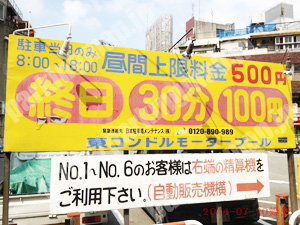 駐車当日のみ
8:00~18:00
昼間上限料金500円
終日 30分 100円
0120-890-989
東コンドルモータープール
No.1~No.6のお客様は右端の精算機を
ご利用下さい。(自動販売機横)